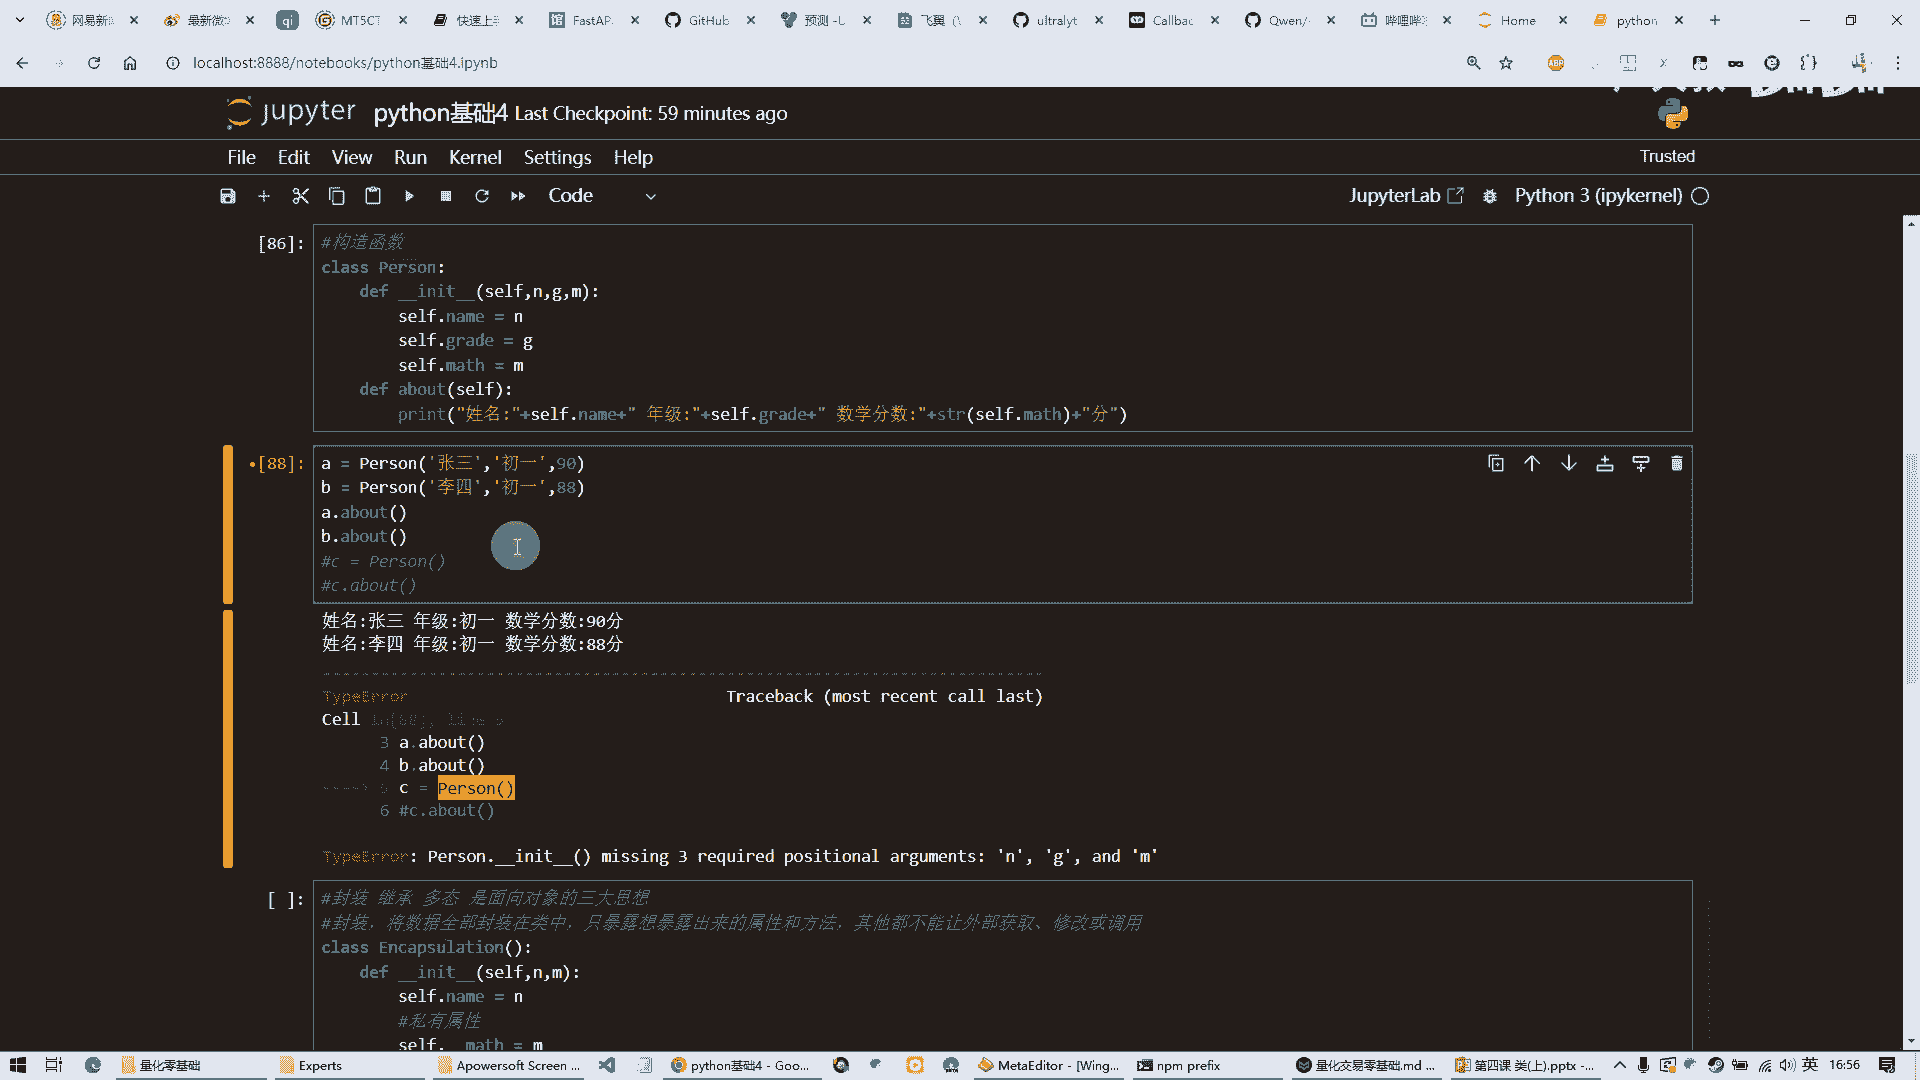 网易新 最新微 qi MT5CT 快速上 FastAP. GitHub 预测 -U 飞翼 ultralyt Callbac Qwen/ 哔哩哔 Home python
localhost:8888/notebooks/python基础4.ipynb
jupyter python基础4 Last Checkpoint: 59 minutes ago
File Edit View Run Kernel Settings Help Trusted
Code JupyterLab Python 3 (ipykernel)
[86]: #构造函数
class Person:
def __init__(self,n,g,m):
self.name = n
self.grade = g
self.math = m
def about(self):
print("姓名:"+self.name+" 年级:"+self.grade+" 数学分数:"+str(self.math)+"分")
[88]: a = Person('张三','初一',90)
b = Person('李四','初一',88)
a.about()
b.about()
#c = Person()
#c.about()
姓名:张三 年级:初一 数学分数:90分
姓名:李四 年级:初一 数学分数:88分
TypeError Traceback (most recent call last)
Cell In[88], line 5
3 a.about()
4 b.about()
----> 5 c = Person()
6 #c.about()
TypeError: Person.__init__() missing 3 required positional arguments: 'n', 'g', and 'm'
[ ]: #封装 继承 多态 是面向对象的三大思想
#封装，将数据全部封装在类中，只暴露想暴露出来的属性和方法，其他都不能让外部获取、修改或调用
class Encapsulation():
def __init__(self,n,m):
self.name = n
#私有属性
self.__math = m
量化零基础 Experts Apowersoft Screen ... python基础4 - Goo... MetaEditor - [Wing... npm prefix 量化交易零基础.md ... 第四课 类(上).pptx -... 英 16:56